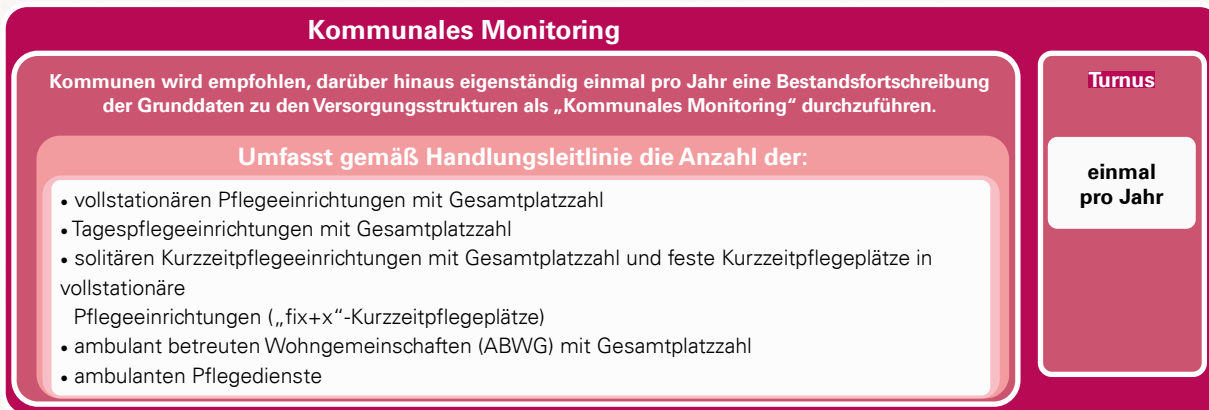 Kommunales Monitoring
Kommunen wird empfohlen, darüber hinaus eigenständig einmal pro Jahr eine Bestandsfortschreibung
der Grunddaten zu den Versorgungsstrukturen als „Kommunales Monitoring“ durchzuführen.
Umfasst gemäß Handlungsleitlinie die Anzahl der:
• vollstationären Pflegeeinrichtungen mit Gesamtplatzzahl
• Tagespflegeeinrichtungen mit Gesamtplatzzahl
• solitären Kurzzeitpflegeeinrichtungen mit Gesamtplatzzahl und feste Kurzzeitpflegeplätze in
vollstationäre
Pflegeeinrichtungen („fix+x“-Kurzzeitpflegeplätze)
• ambulant betreuten Wohngemeinschaften (ABWG) mit Gesamtplatzzahl
• ambulanten Pflegedienste
Turnus
einmal
pro Jahr